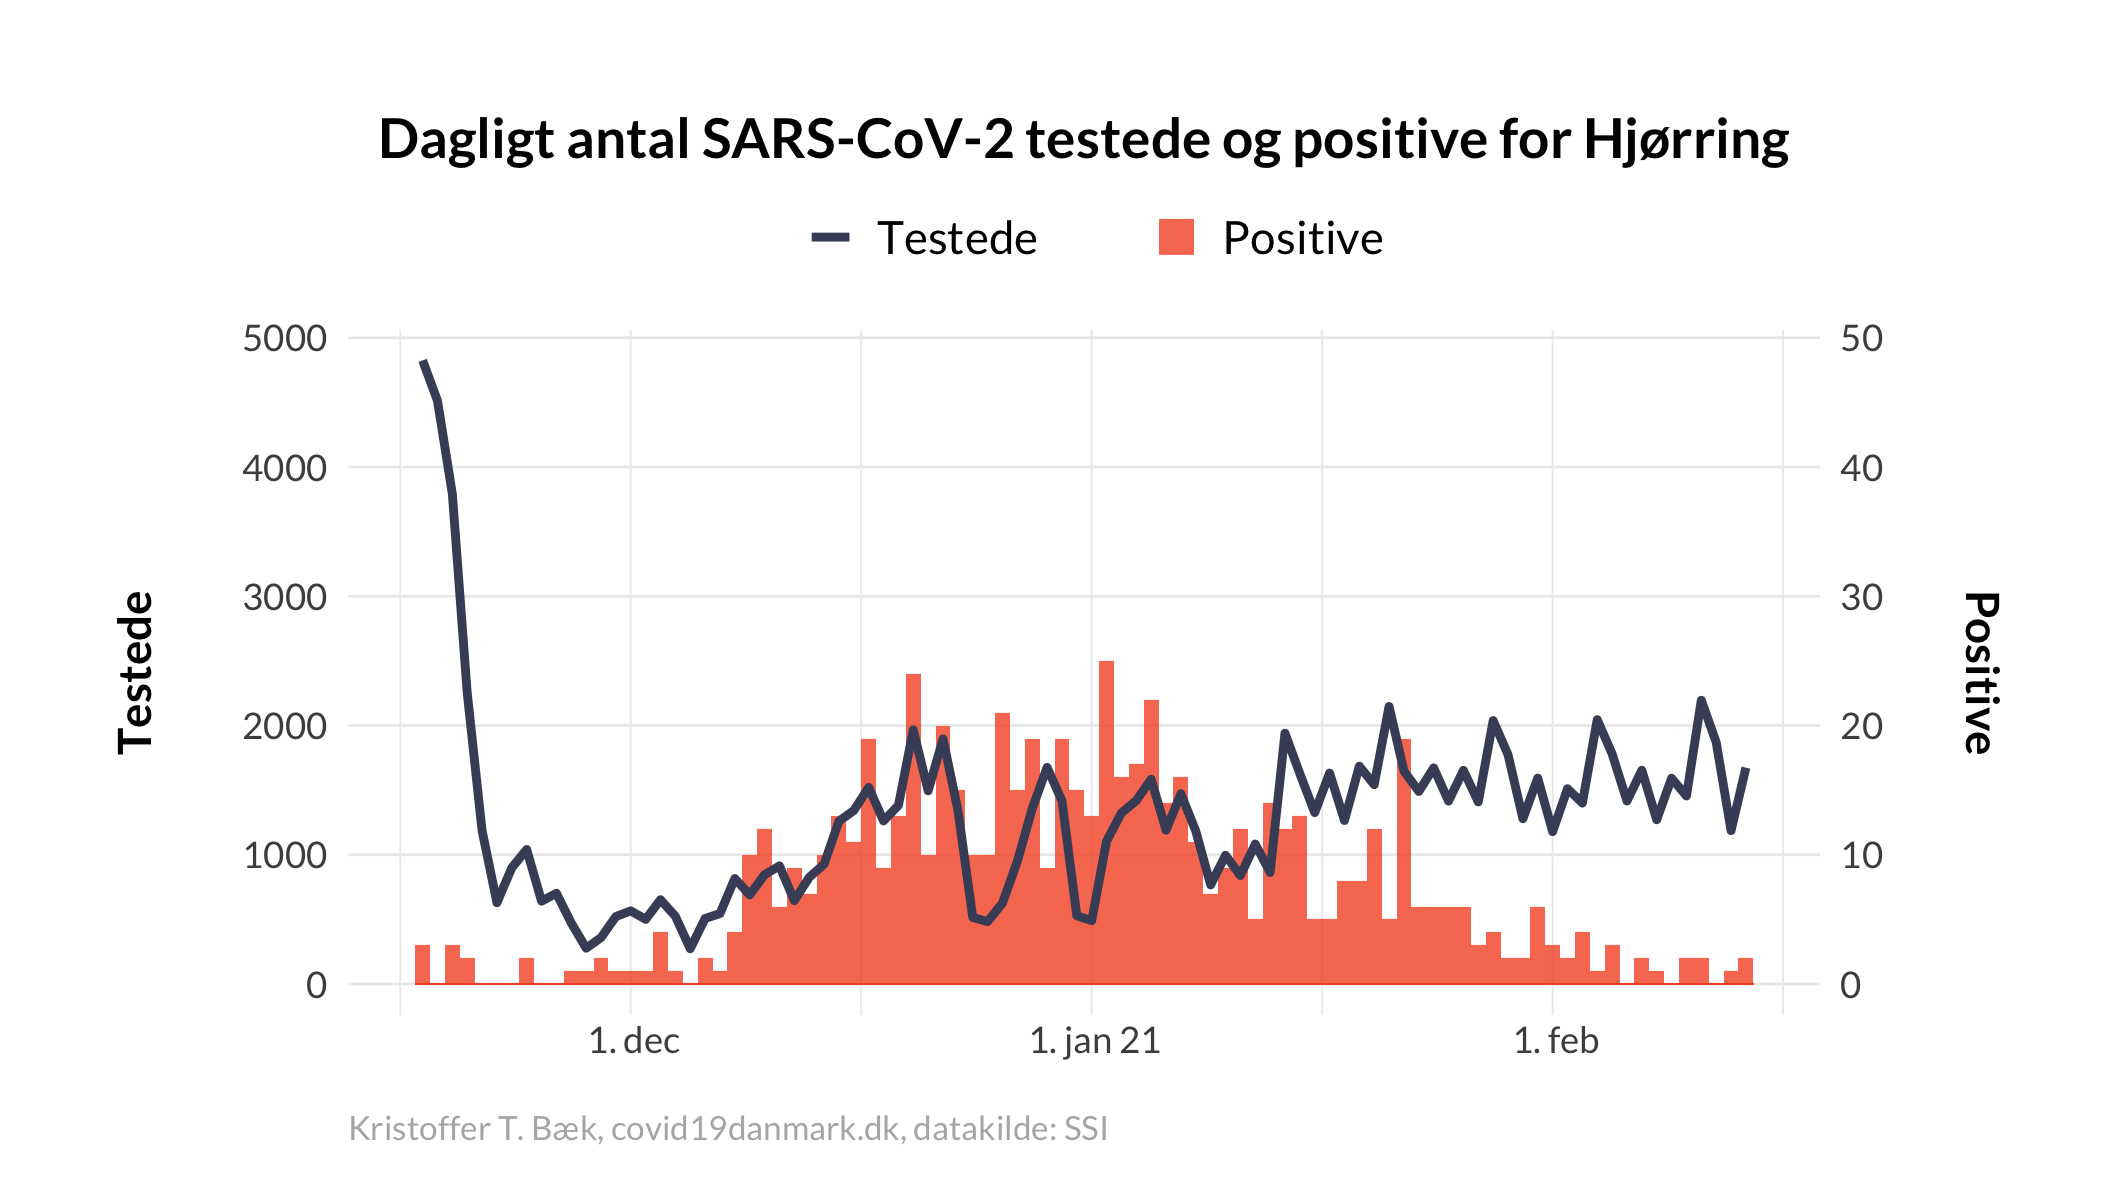 Dagligt antal SARS-CoV-2 testede og positive for Hjørring
Testede
Positive
5000
4000
3000
2000
1000
0
Testede
50
40
30
20
10
0
Positive
1. dec
1. jan 21
1. feb
Kristoffer T. Bæk, covid19danmark.dk, datakilde: SSI